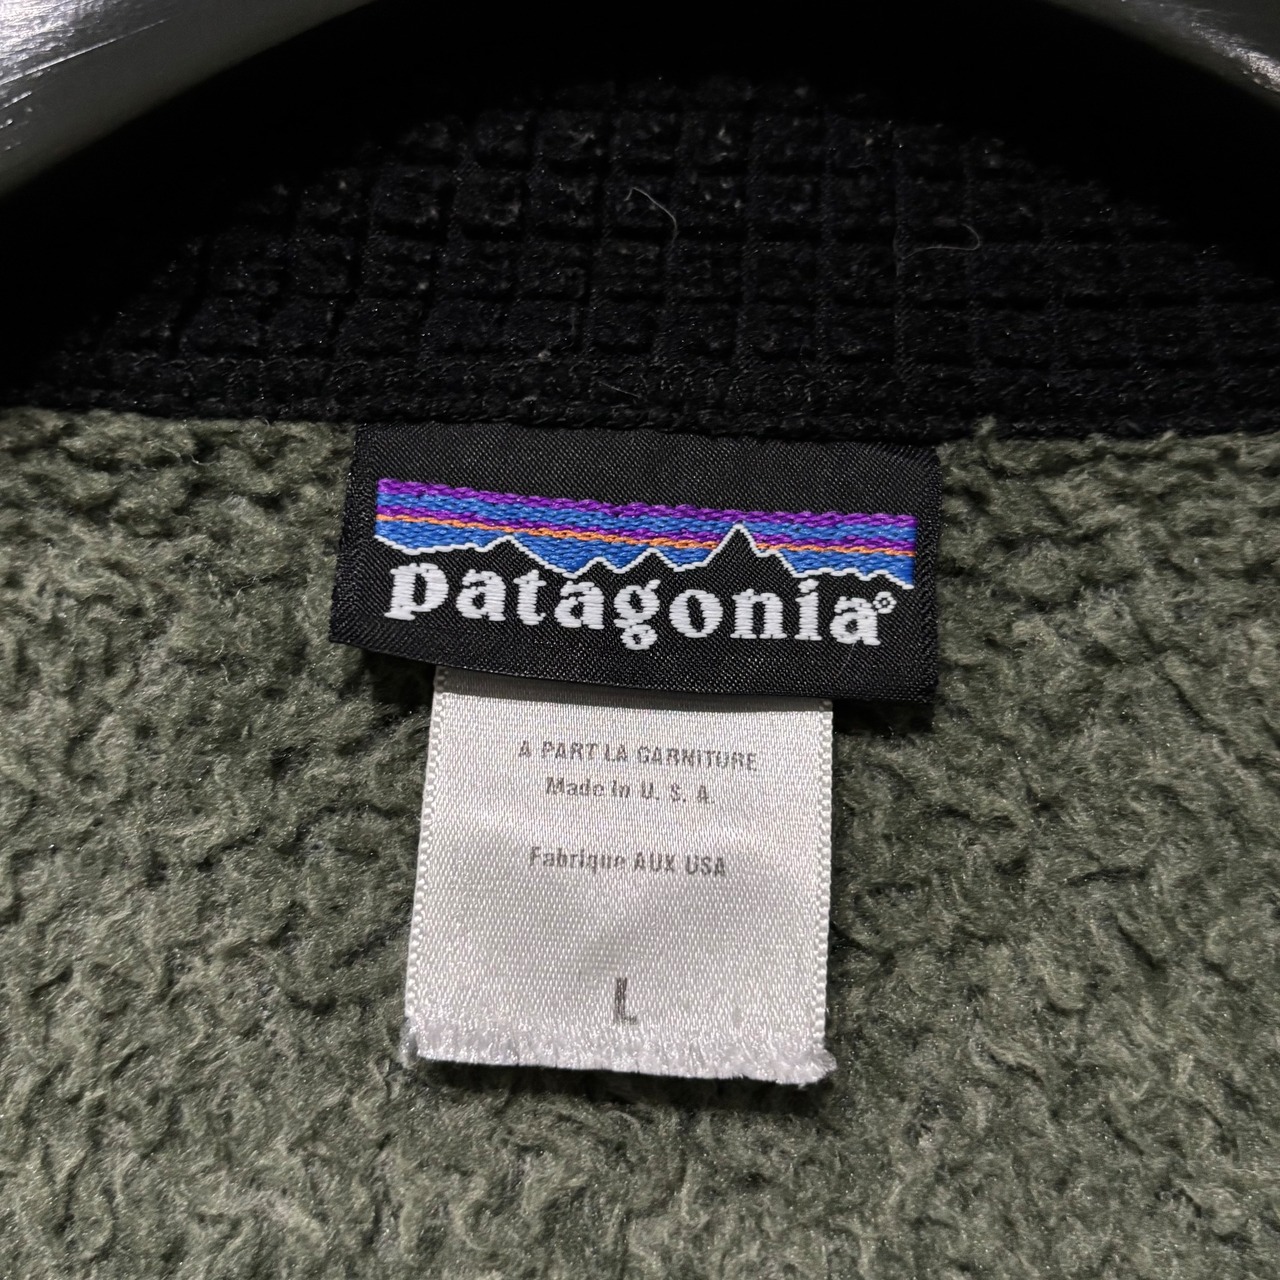 patagonia®
A PART LA GARNITURE
Made in U. S. A.
Fabrique AUX USA
L